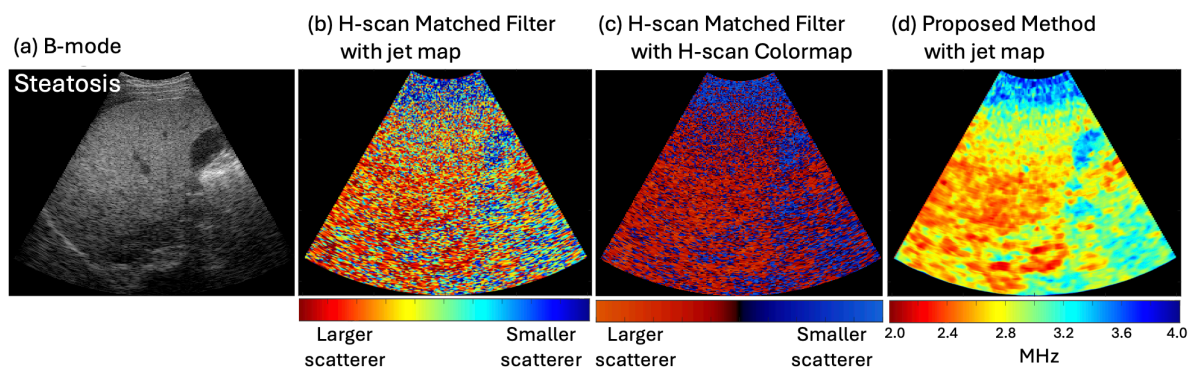 (a) B-mode
(b) H-scan Matched Filter
with jet map
(c) H-scan Matched Filter
with H-scan Colormap
(d) Proposed Method
with jet map
Steatosis
Larger
scatterer
Smaller
scatterer
Larger
scatterer
Smaller
scatterer
2.0 2.4 2.8 3.2 3.6 4.0
MHz